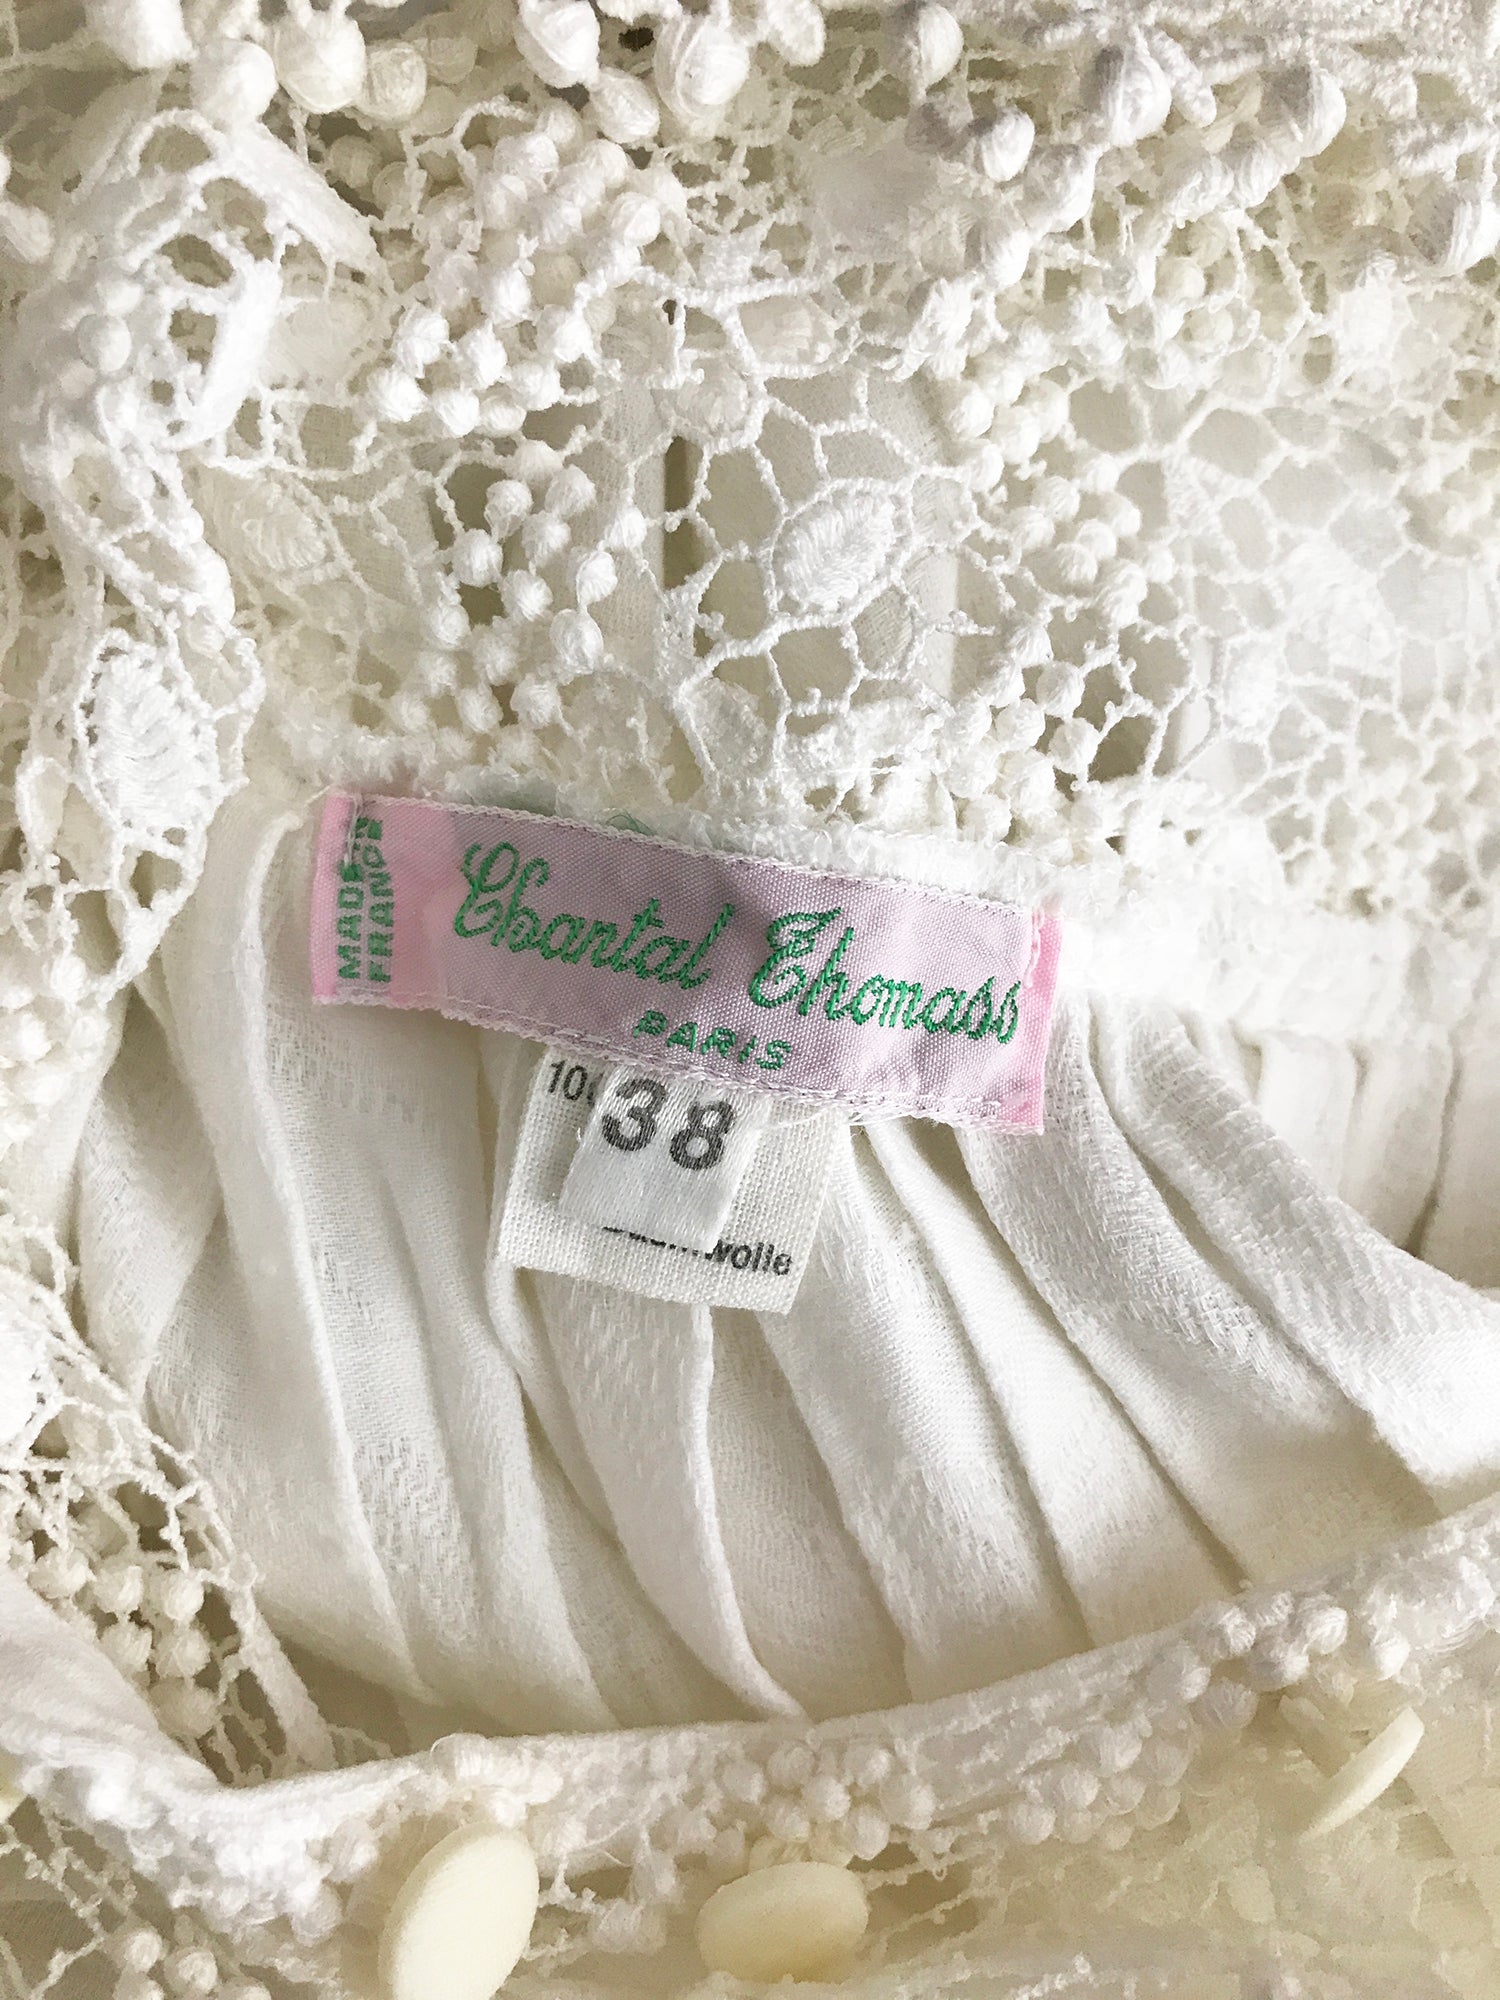 MADE IN
FRANCE
Chantal Thomass
PARIS
38